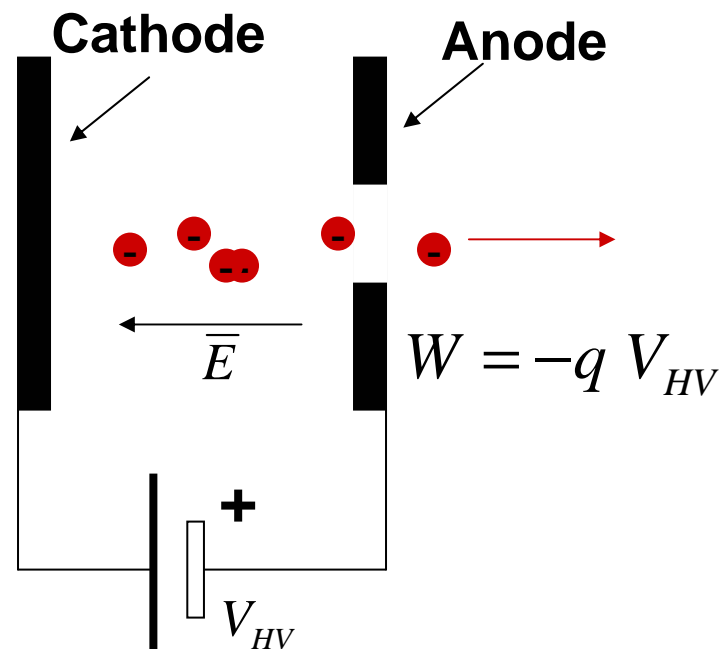 Cathode
Anode
- - - - - -
E̅
W = −q V_HV
+
V_HV